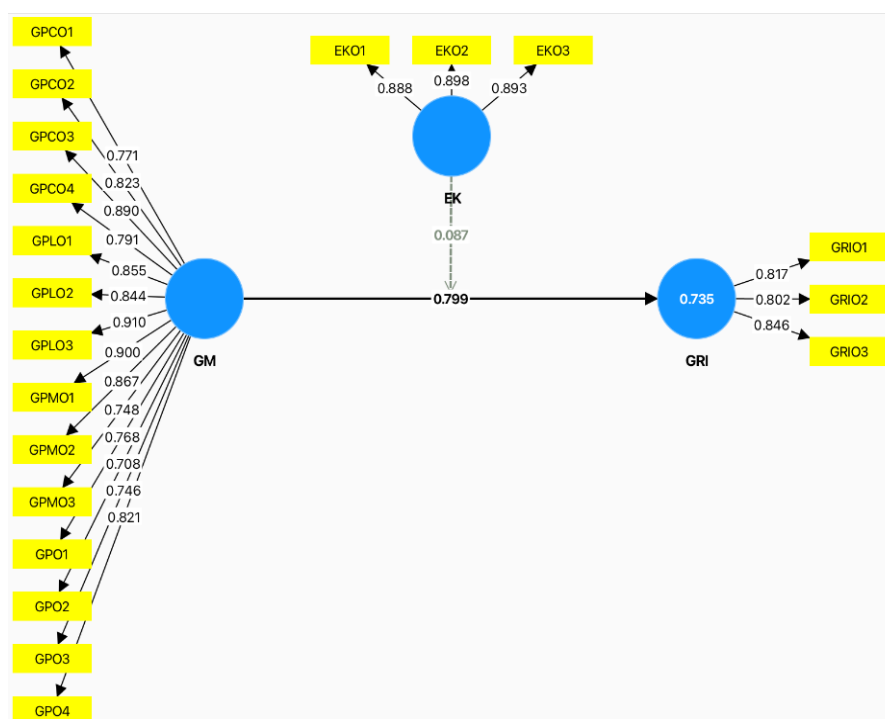 GPCO1
GPCO2
GPCO3
GPCO4
GPLO1
GPLO2
GPLO3
GPMO1
GPMO2
GPMO3
GPO1
GPO2
GPO3
GPO4
0.771
0.823
0.890
0.791
0.855
0.844
0.910
0.900
0.867
0.748
0.768
0.708
0.746
0.821
GM
EKO1
EKO2
EKO3
0.888
0.898
0.893
EK
0.087
0.799
0.735
GRI
0.817
0.802
0.846
GRIO1
GRIO2
GRIO3